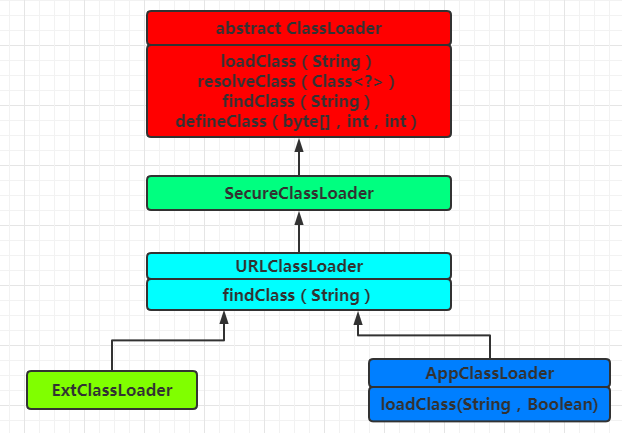 abstract ClassLoader
loadClass ( String )
resolveClass ( Class<?> )
findClass ( String )
defineClass ( byte[] , int , int )
SecureClassLoader
URLClassLoader
findClass ( String )
ExtClassLoader
AppClassLoader
loadClass(String , Boolean)